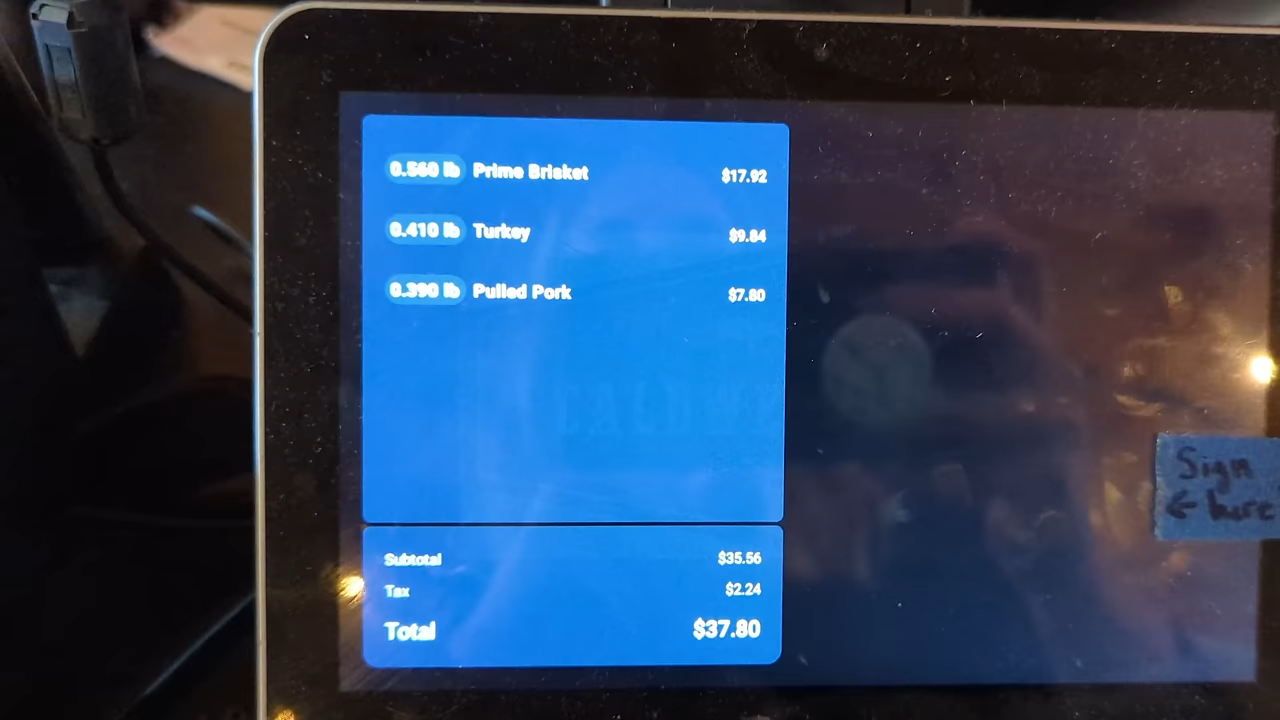 0.560 lb Prime Brisket $17.92
0.410 lb Turkey $9.84
0.390 lb Pulled Pork $7.80
Subtotal $35.56
Tax $2.24
Total $37.80
Sign
← here